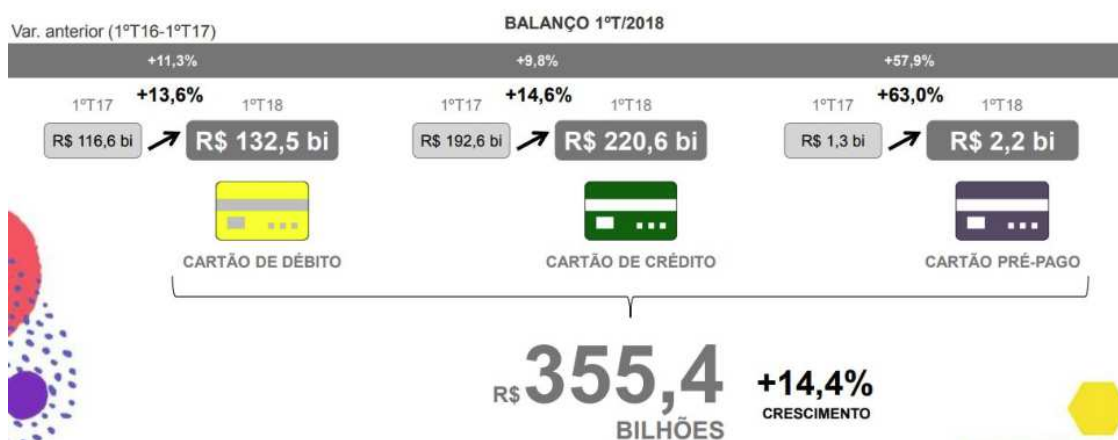 BALANÇO 1ºT/2018
Var. anterior (1ºT16-1ºT17)
+11,3%
+9,8%
+57,9%
1ºT17 +13,6% 1ºT18
R$ 116,6 bi R$ 132,5 bi
CARTÃO DE DÉBITO
1ºT17 +14,6% 1ºT18
R$ 192,6 bi R$ 220,6 bi
CARTÃO DE CRÉDITO
1ºT17 +63,0% 1ºT18
R$ 1,3 bi R$ 2,2 bi
CARTÃO PRÉ-PAGO
R$ 355,4
BILHÕES
+14,4%
CRESCIMENTO